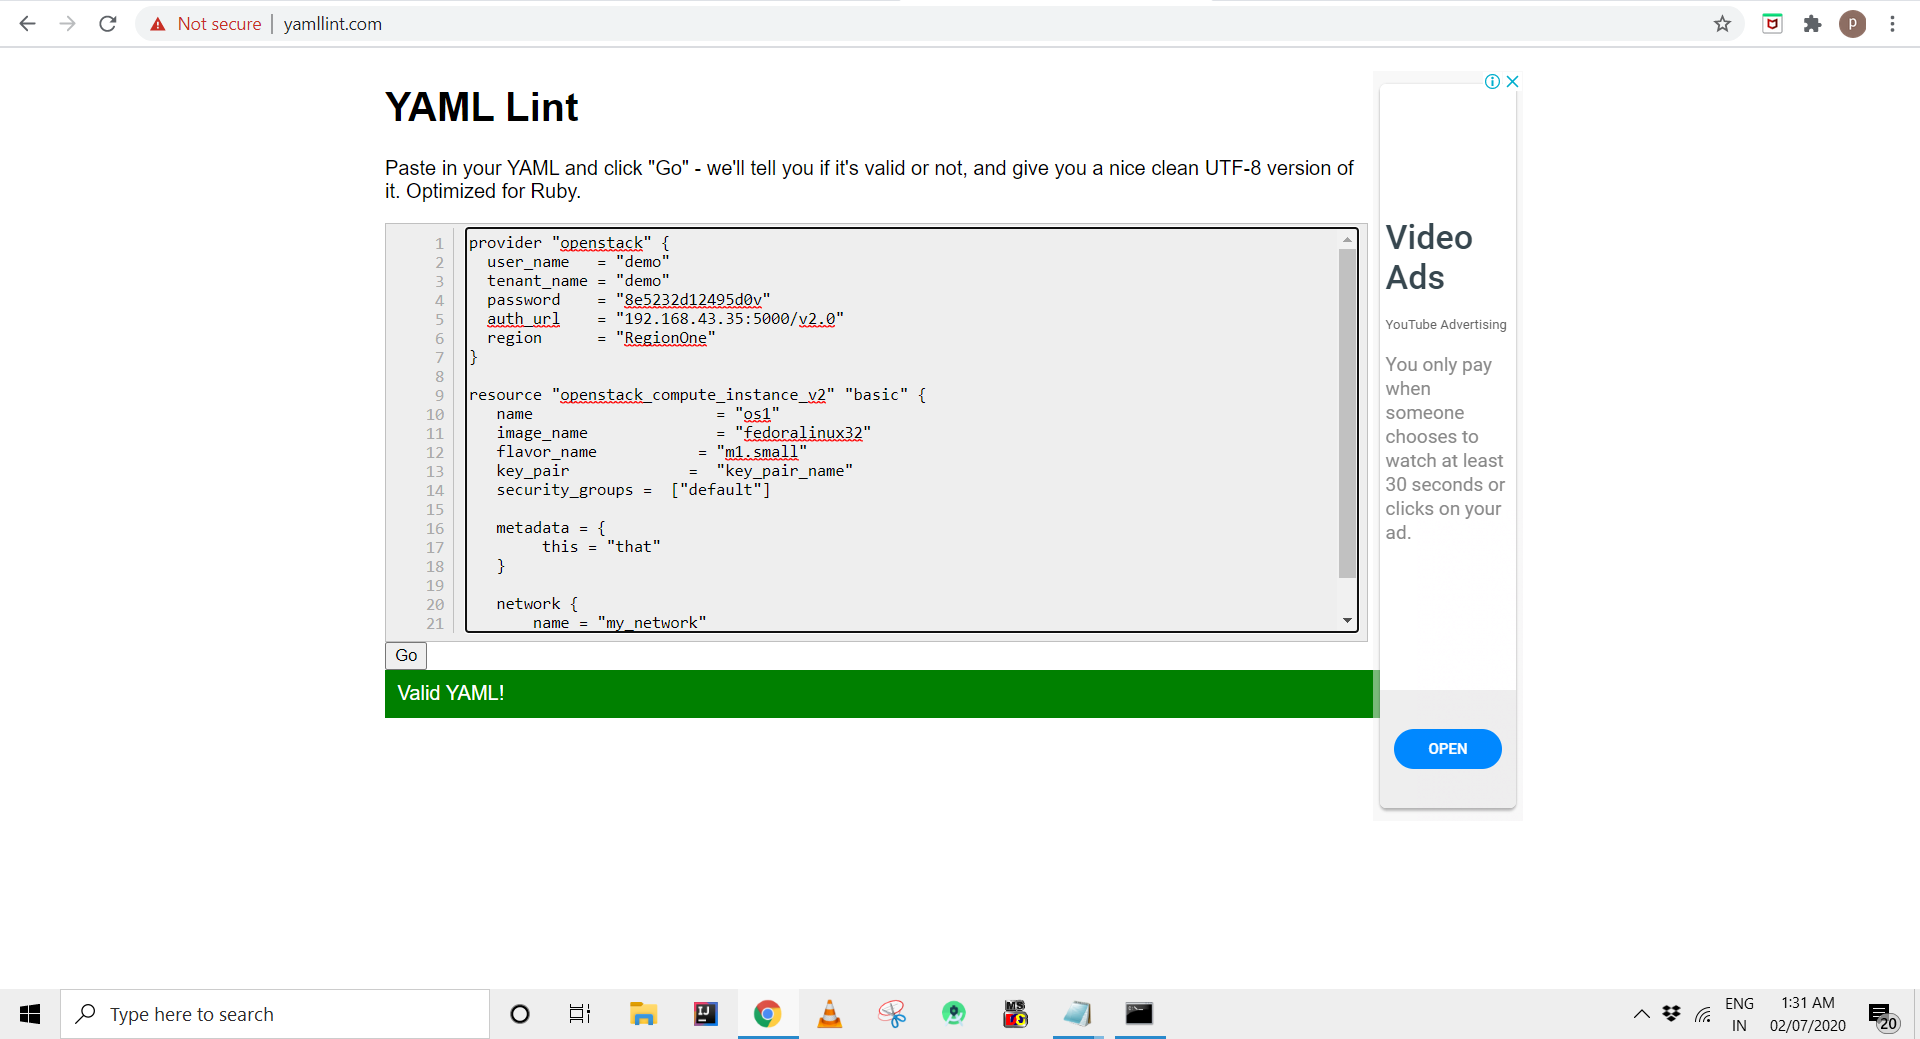 Not secure | yamllint.com
P
YAML Lint
Paste in your YAML and click "Go" - we'll tell you if it's valid or not, and give you a nice clean UTF-8 version of
it. Optimized for Ruby.
1 provider "openstack" {
2   user_name   = "demo"
3   tenant_name = "demo"
4   password    = "8e5232d12495d0v"
5   auth_url    = "192.168.43.35:5000/v2.0"
6   region      = "RegionOne"
7 }
8
9 resource "openstack_compute_instance_v2" "basic" {
10    name                    = "os1"
11    image_name              = "fedoralinux32"
12    flavor_name           = "m1.small"
13    key_pair             =  "key_pair_name"
14    security_groups =  ["default"]
15
16    metadata = {
17         this = "that"
18    }
19
20    network {
21        name = "my_network"
Go
Valid YAML!
Video
Ads
YouTube Advertising
You only pay
when
someone
chooses to
watch at least
30 seconds or
clicks on your
ad.
OPEN
Type here to search
IJ
MS
ENG
IN
1:31 AM
02/07/2020
20